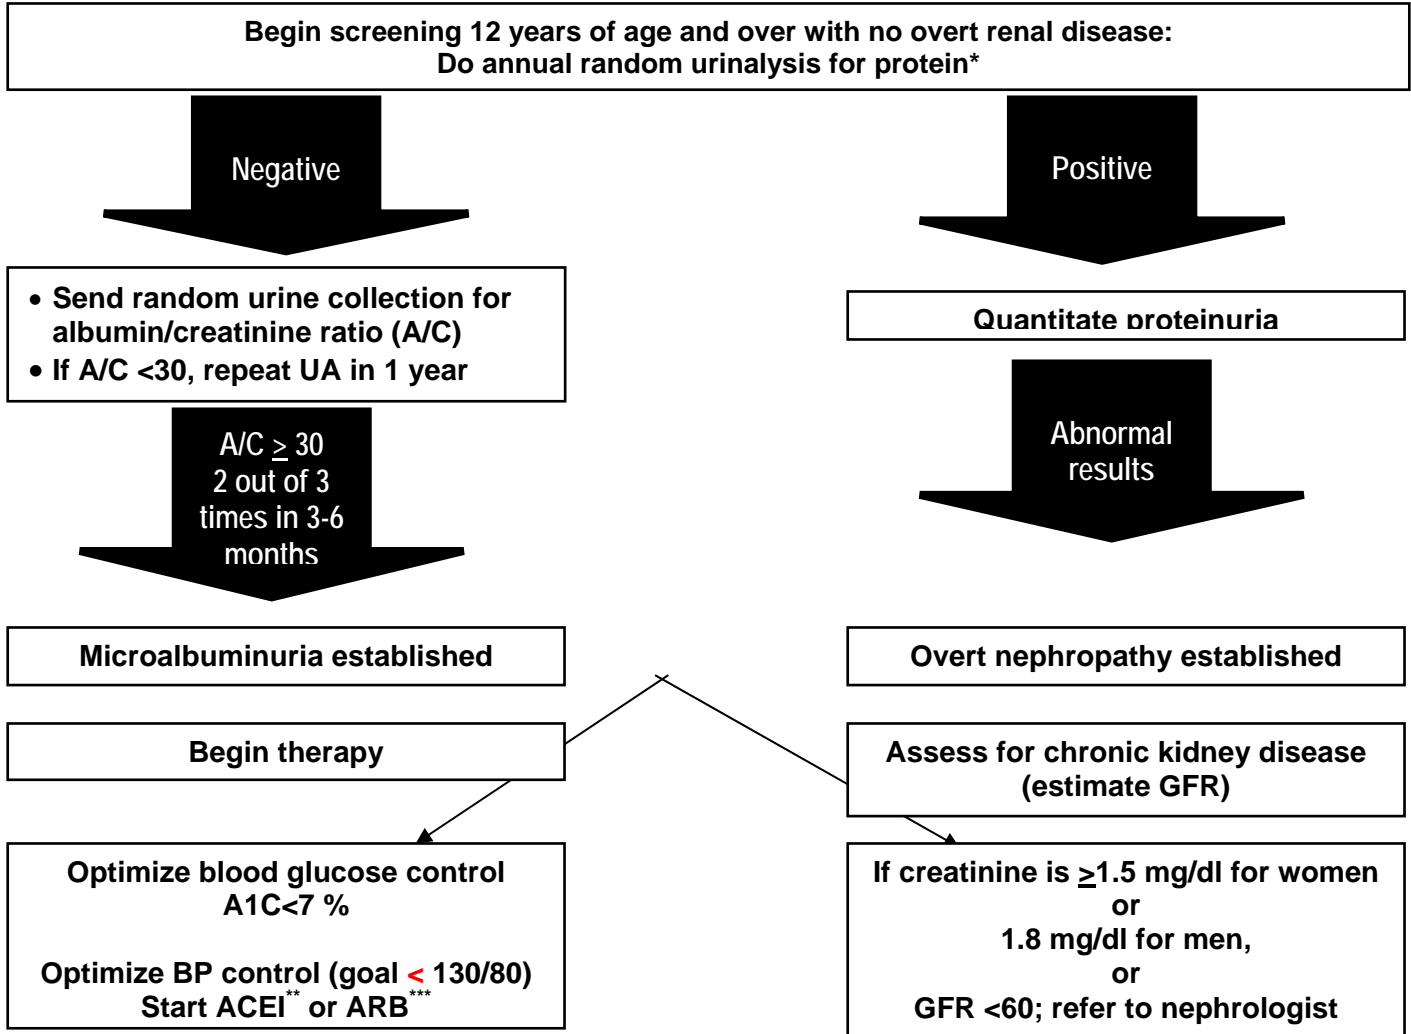 Begin screening 12 years of age and over with no overt renal disease:
Do annual random urinalysis for protein*
Negative
Positive
• Send random urine collection for
albumin/creatinine ratio (A/C)
• If A/C <30, repeat UA in 1 year
Quantitate proteinuria
A/C ≥ 30
2 out of 3
times in 3-6
months
Abnormal
results
Microalbuminuria established
Overt nephropathy established
Begin therapy
Assess for chronic kidney disease
(estimate GFR)
Optimize blood glucose control
A1C<7 %
Optimize BP control (goal < 130/80)
Start ACEI** or ARB***
If creatinine is ≥1.5 mg/dl for women
or
1.8 mg/dl for men,
or
GFR <60; refer to nephrologist